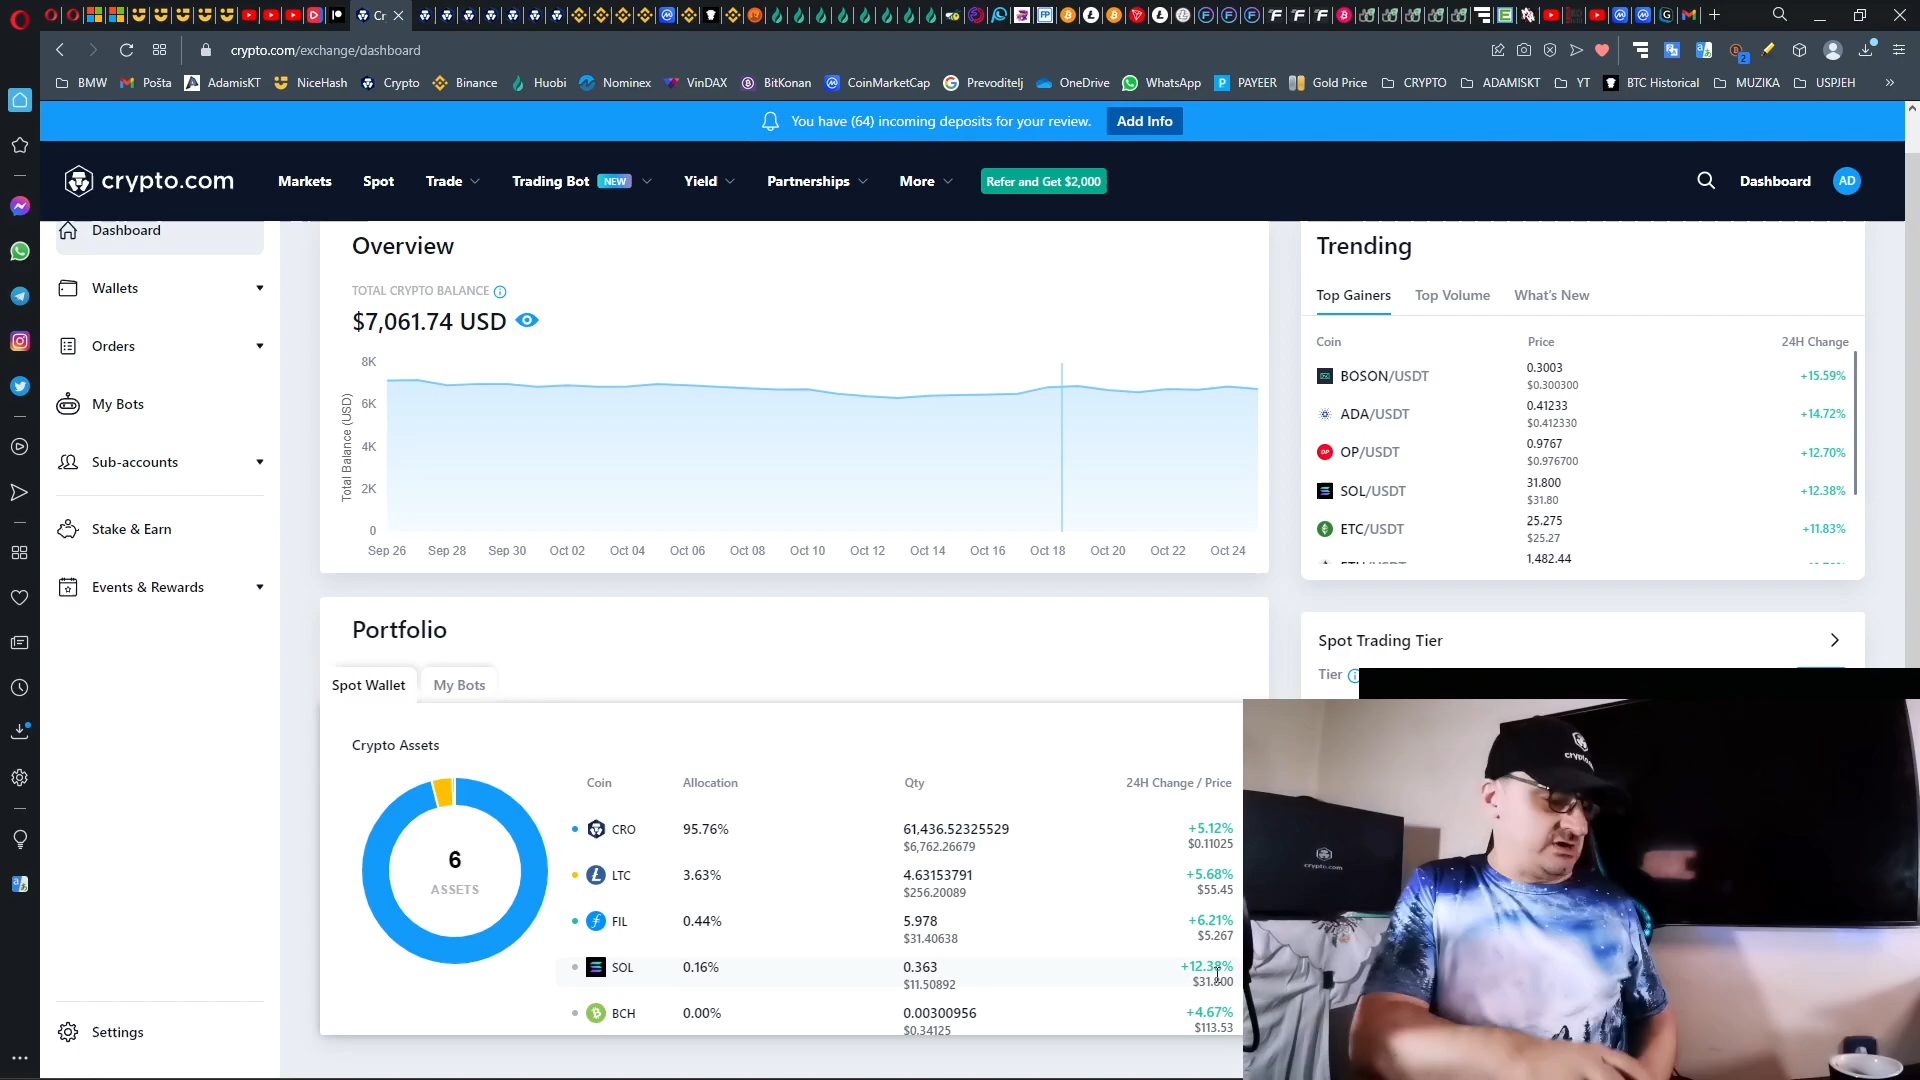 Cr
crypto.com/exchange/dashboard
2
BMW
Pošta
AdamisKT
NiceHash
Crypto
Binance
Huobi
Nominex
VinDAX
BitKonan
CoinMarketCap
Prevoditelj
OneDrive
WhatsApp
PAYEER
Gold Price
CRYPTO
ADAMISKT
YT
BTC Historical
MUZIKA
USPJEH
You have (64) incoming deposits for your review.
Add Info
crypto.com
Markets
Spot
Trade
Trading Bot NEW
Yield
Partnerships
More
Refer and Get $2,000
Dashboard
AD
Dashboard
Wallets
Orders
My Bots
Sub-accounts
Stake & Earn
Events & Rewards
Settings
Overview
TOTAL CRYPTO BALANCE
$7,061.74 USD
Total Balance (USD)
8K
6K
4K
2K
0
Sep 26 Sep 28 Sep 30 Oct 02 Oct 04 Oct 06 Oct 08 Oct 10 Oct 12 Oct 14 Oct 16 Oct 18 Oct 20 Oct 22 Oct 24
Trending
Top Gainers Top Volume What's New
Coin Price 24H Change
BOSON/USDT 0.3003 +15.59%
$0.300300
ADA/USDT 0.41233 +14.72%
$0.412330
OP/USDT 0.9767 +12.70%
$0.976700
SOL/USDT 31.800 +12.38%
$31.80
ETC/USDT 25.275 +11.83%
$25.27
1,482.44
Portfolio
Spot Wallet My Bots
Crypto Assets
6
ASSETS
Coin Allocation Qty 24H Change / Price
CRO 95.76% 61,436.52325529 +5.12%
$6,762.26679 $0.11025
LTC 3.63% 4.63153791 +5.68%
$256.20089 $55.45
FIL 0.44% 5.978 +6.21%
$31.40638 $5.267
SOL 0.16% 0.363 +12.38%
$11.50892 $31.800
BCH 0.00% 0.00300956 +4.67%
$0.34125 $113.53
Spot Trading Tier
Tier
crypto.com